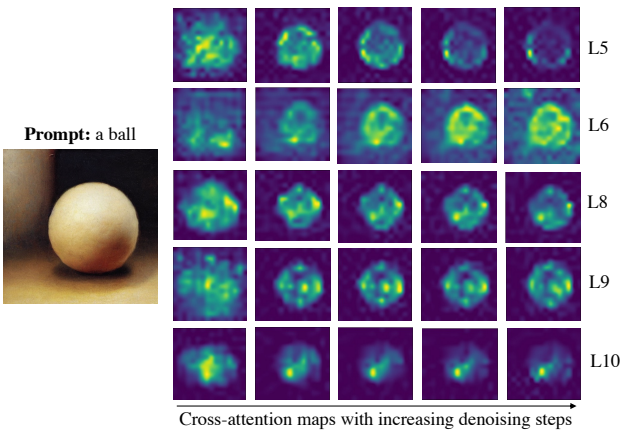 L5
L6
Prompt: a ball
L8
L9
L10
Cross-attention maps with increasing denoising steps